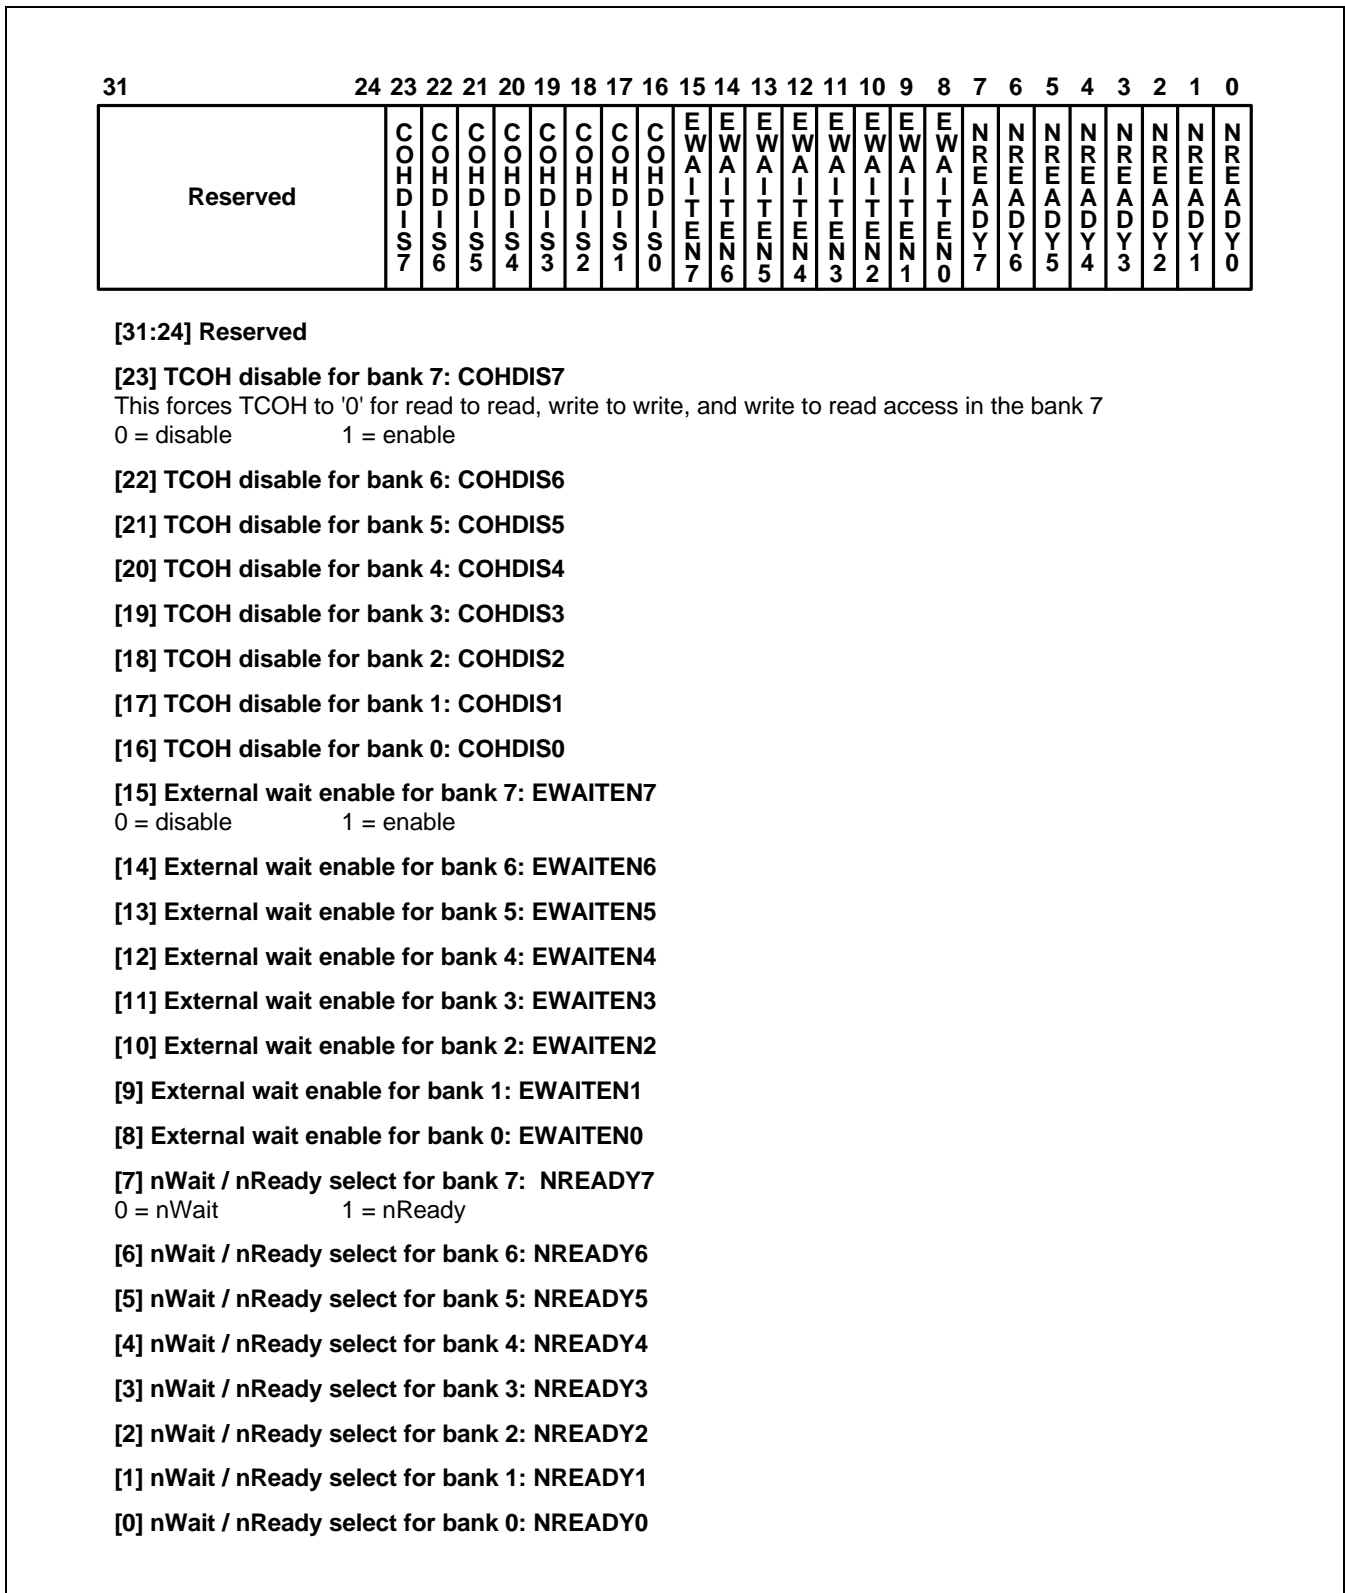 31 24 23 22 21 20 19 18 17 16 15 14 13 12 11 10 9 8 7 6 5 4 3 2 1 0
Reserved COHDIS7 COHDIS6 COHDIS5 COHDIS4 COHDIS3 COHDIS2 COHDIS1 COHDIS0 EWAITEN7 EWAITEN6 EWAITEN5 EWAITEN4 EWAITEN3 EWAITEN2 EWAITEN1 EWAITEN0 NREADY7 NREADY6 NREADY5 NREADY4 NREADY3 NREADY2 NREADY1 NREADY0
[31:24] Reserved
[23] TCOH disable for bank 7: COHDIS7
This forces TCOH to '0' for read to read, write to write, and write to read access in the bank 7
0 = disable 1 = enable
[22] TCOH disable for bank 6: COHDIS6
[21] TCOH disable for bank 5: COHDIS5
[20] TCOH disable for bank 4: COHDIS4
[19] TCOH disable for bank 3: COHDIS3
[18] TCOH disable for bank 2: COHDIS2
[17] TCOH disable for bank 1: COHDIS1
[16] TCOH disable for bank 0: COHDIS0
[15] External wait enable for bank 7: EWAITEN7
0 = disable 1 = enable
[14] External wait enable for bank 6: EWAITEN6
[13] External wait enable for bank 5: EWAITEN5
[12] External wait enable for bank 4: EWAITEN4
[11] External wait enable for bank 3: EWAITEN3
[10] External wait enable for bank 2: EWAITEN2
[9] External wait enable for bank 1: EWAITEN1
[8] External wait enable for bank 0: EWAITEN0
[7] nWait / nReady select for bank 7: NREADY7
0 = nWait 1 = nReady
[6] nWait / nReady select for bank 6: NREADY6
[5] nWait / nReady select for bank 5: NREADY5
[4] nWait / nReady select for bank 4: NREADY4
[3] nWait / nReady select for bank 3: NREADY3
[2] nWait / nReady select for bank 2: NREADY2
[1] nWait / nReady select for bank 1: NREADY1
[0] nWait / nReady select for bank 0: NREADY0